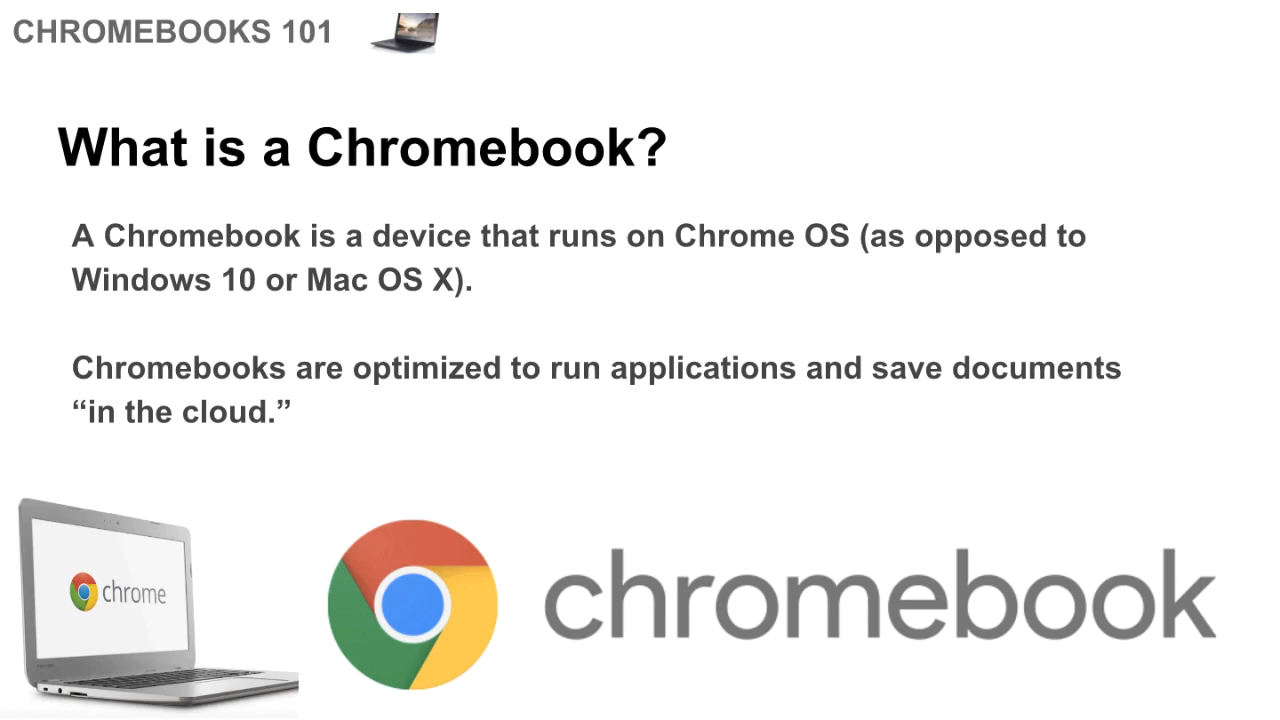 CHROMEBOOKS 101
What is a Chromebook?
A Chromebook is a device that runs on Chrome OS (as opposed to
Windows 10 or Mac OS X).
Chromebooks are optimized to run applications and save documents
“in the cloud.”
chrome
chromebook